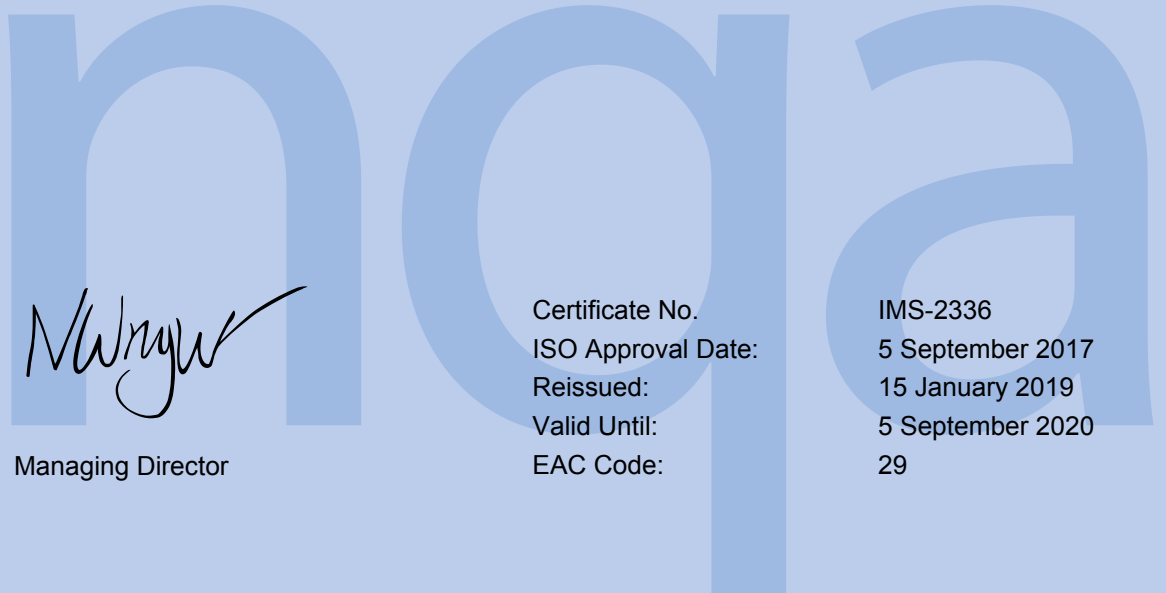 nqa
Certificate No. IMS-2336
ISO Approval Date: 5 September 2017
Reissued: 15 January 2019
Valid Until: 5 September 2020
Managing Director
EAC Code: 29